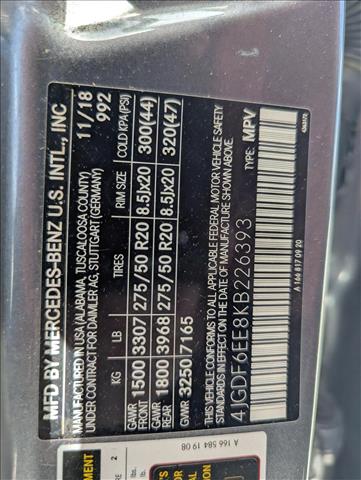 MFD BY MERCEDES-BENZ U.S. INTL., INC
MANUFACTURED IN USA (ALABAMA, TUSCALOOSA COUNTY)
UNDER CONTRACT FOR DAIMLER AG, STUTTGART (GERMANY)
11/18
992
KG LB TIRES RIM SIZE COLD KPA(PSI)
GAWR FRONT 1500 3307 275/50 R20 8.5Jx20 300(44)
GAWR REAR 1800 3968 275/50 R20 8.5Jx20 320(47)
GVWR 3250 7165
THIS VEHICLE CONFORMS TO ALL APPLICABLE FEDERAL MOTOR VEHICLE SAFETY
STANDARDS IN EFFECT ON THE DATE OF MANUFACTURE SHOWN ABOVE.
4JGDF6EE8KB226393 TYPE: MPV
A 166 817 09 20
A 166 584 19 08
2
lbs.